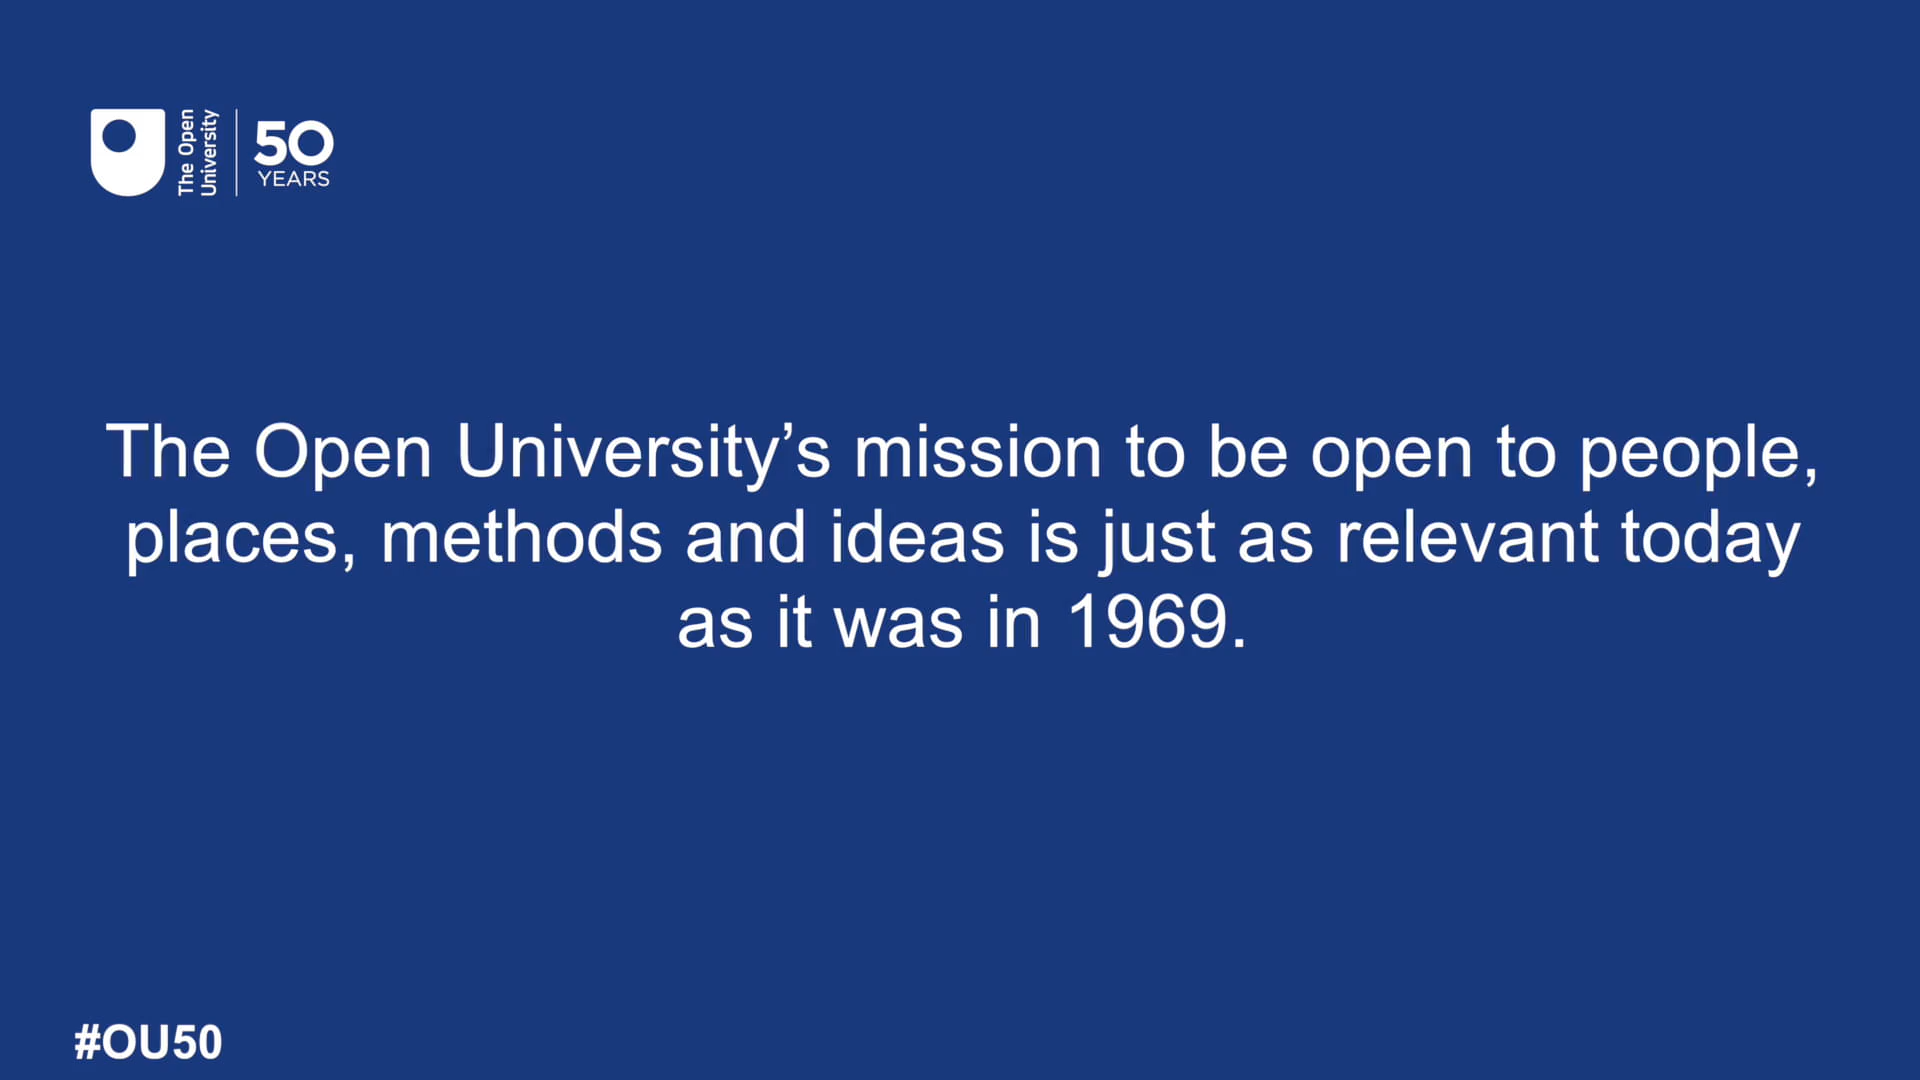 The Open
University
50
YEARS
The Open University’s mission to be open to people,
places, methods and ideas is just as relevant today
as it was in 1969.
#OU50